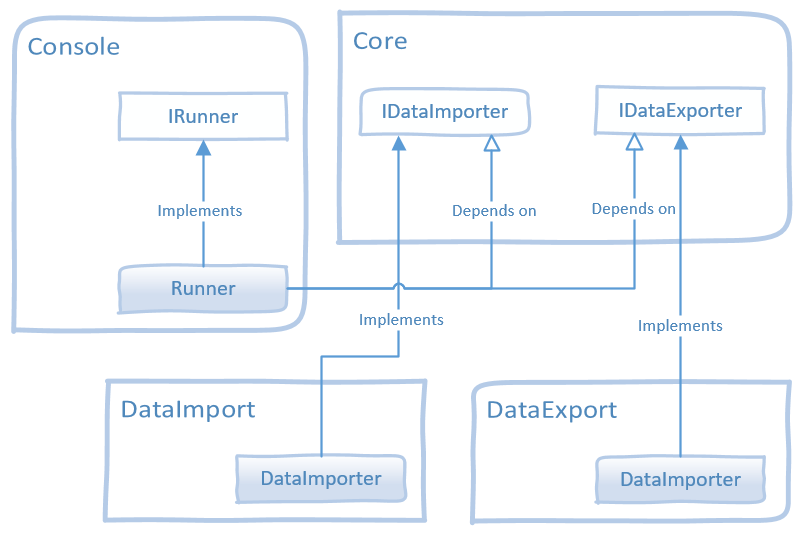 Console
Core
IRunner
IDataImporter
IDataExporter
Implements
Depends on
Depends on
Runner
Implements
Implements
DataImport
DataExport
DataImporter
DataImporter